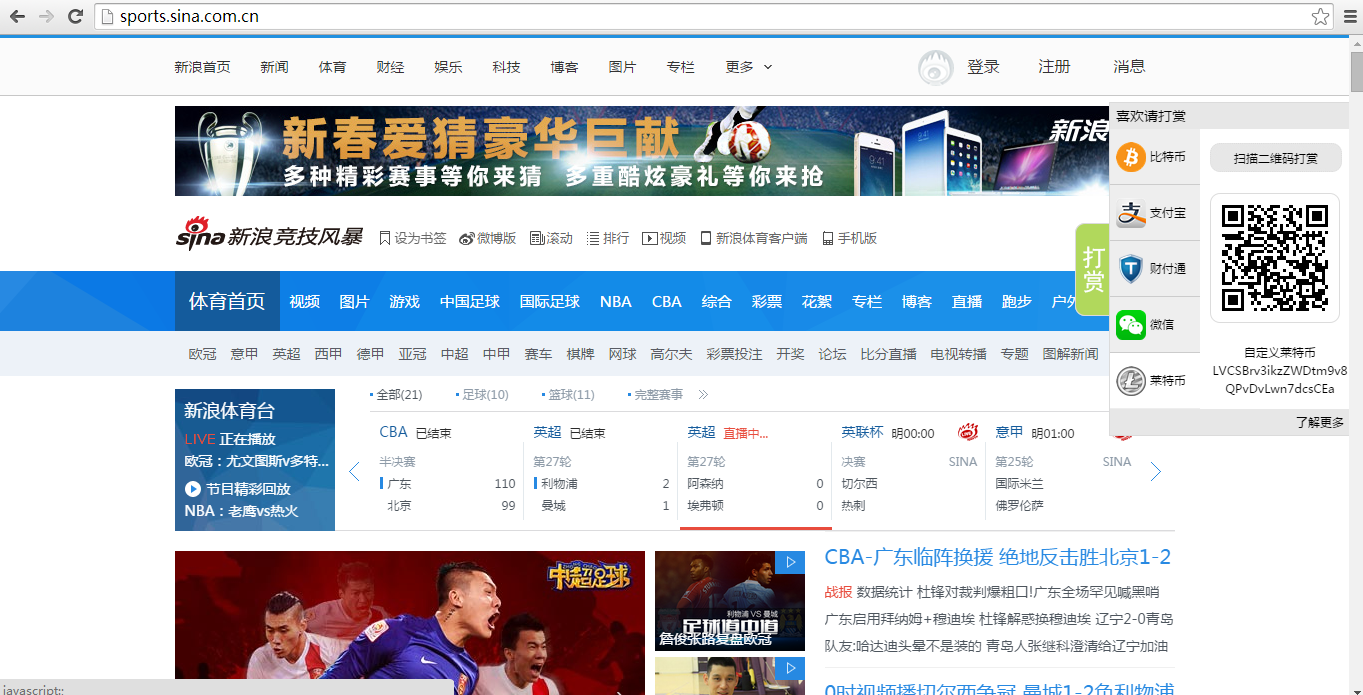 sports.sina.com.cn
新浪首页 新闻 体育 财经 娱乐 科技 博客 图片 专栏 更多 登录 注册 消息
喜欢请打赏
新春爱猜豪华巨献
新浪
多种精彩赛事等你来猜 多重酷炫豪礼等你来抢
比特币
扫描二维码打赏
支付宝
财付通
微信
莱特币
自定义莱特币
LVCSBrv3ikzZWDtm9v8
QPvDvLwn7dcsCEa
了解更多
打赏
sina 新浪竞技风暴 设为书签 微博版 滚动 排行 视频 新浪体育客户端 手机版
体育首页 视频 图片 游戏 中国足球 国际足球 NBA CBA 综合 彩票 花絮 专栏 博客 直播 跑步 户外
欧冠 意甲 英超 西甲 德甲 亚冠 中超 中甲 赛车 棋牌 网球 高尔夫 彩票投注 开奖 论坛 比分直播 电视转播 专题 图解新闻
新浪体育台
LIVE 正在播放
欧冠：尤文图斯v多特...
节目精彩回放
NBA：老鹰vs热火
全部(21) 足球(10) 篮球(11) 完整赛事
CBA 已结束
半决赛
广东 110
北京 99
英超 已结束
第27轮
利物浦 2
曼城 1
英超 直播中...
第27轮
阿森纳 0
埃弗顿 0
英联杯 明00:00
决赛 SINA
切尔西
热刺
意甲 明01:00
第25轮 SINA
国际米兰
佛罗伦萨
中超足球
利物浦 VS 曼城
足球道中道
詹俊张路复盘欧冠
CBA-广东临阵换援 绝地反击胜北京1-2
战报 数据统计 杜锋对裁判爆粗口!广东全场罕见喊黑哨
广东启用拜纳姆+穆迪埃 杜锋解惑换穆迪埃 辽宁2-0青岛
队友:哈达迪头晕不是装的 青岛人张继科澄清给辽宁加油
0时视频播切尔西争冠 曼城1-2负利物浦
javascript:;